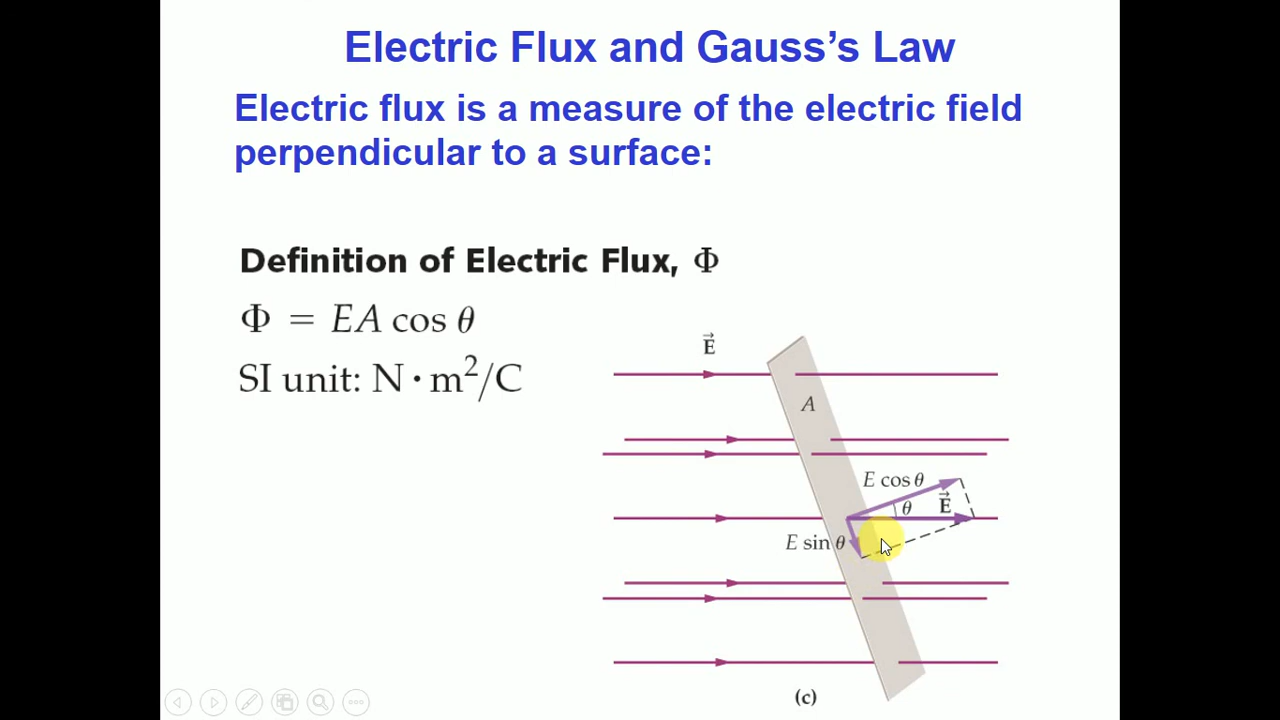 Electric Flux and Gauss’s Law
Electric flux is a measure of the electric field
perpendicular to a surface:
Definition of Electric Flux, Φ
Φ = EA cos θ
SI unit: N · m²/C
E⃗
A
E cos θ
θ
E⃗
E sin θ
(c)